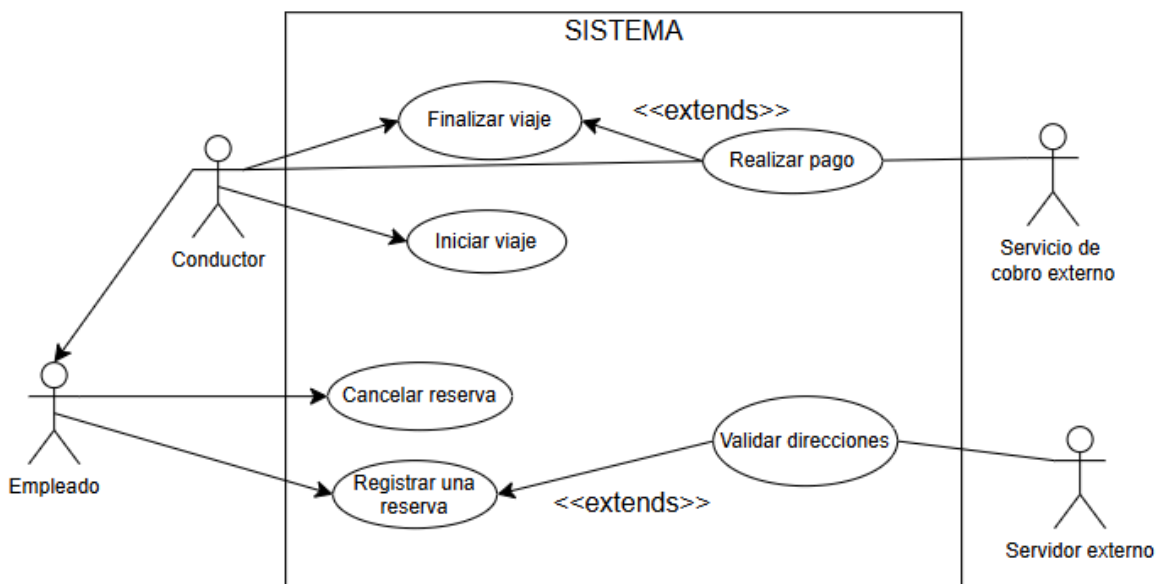 SISTEMA
Finalizar viaje
<<extends>>
Realizar pago
Conductor
Iniciar viaje
Servicio de
cobro externo
Cancelar reserva
Validar direcciones
Empleado
Registrar una
reserva
<<extends>>
Servidor externo